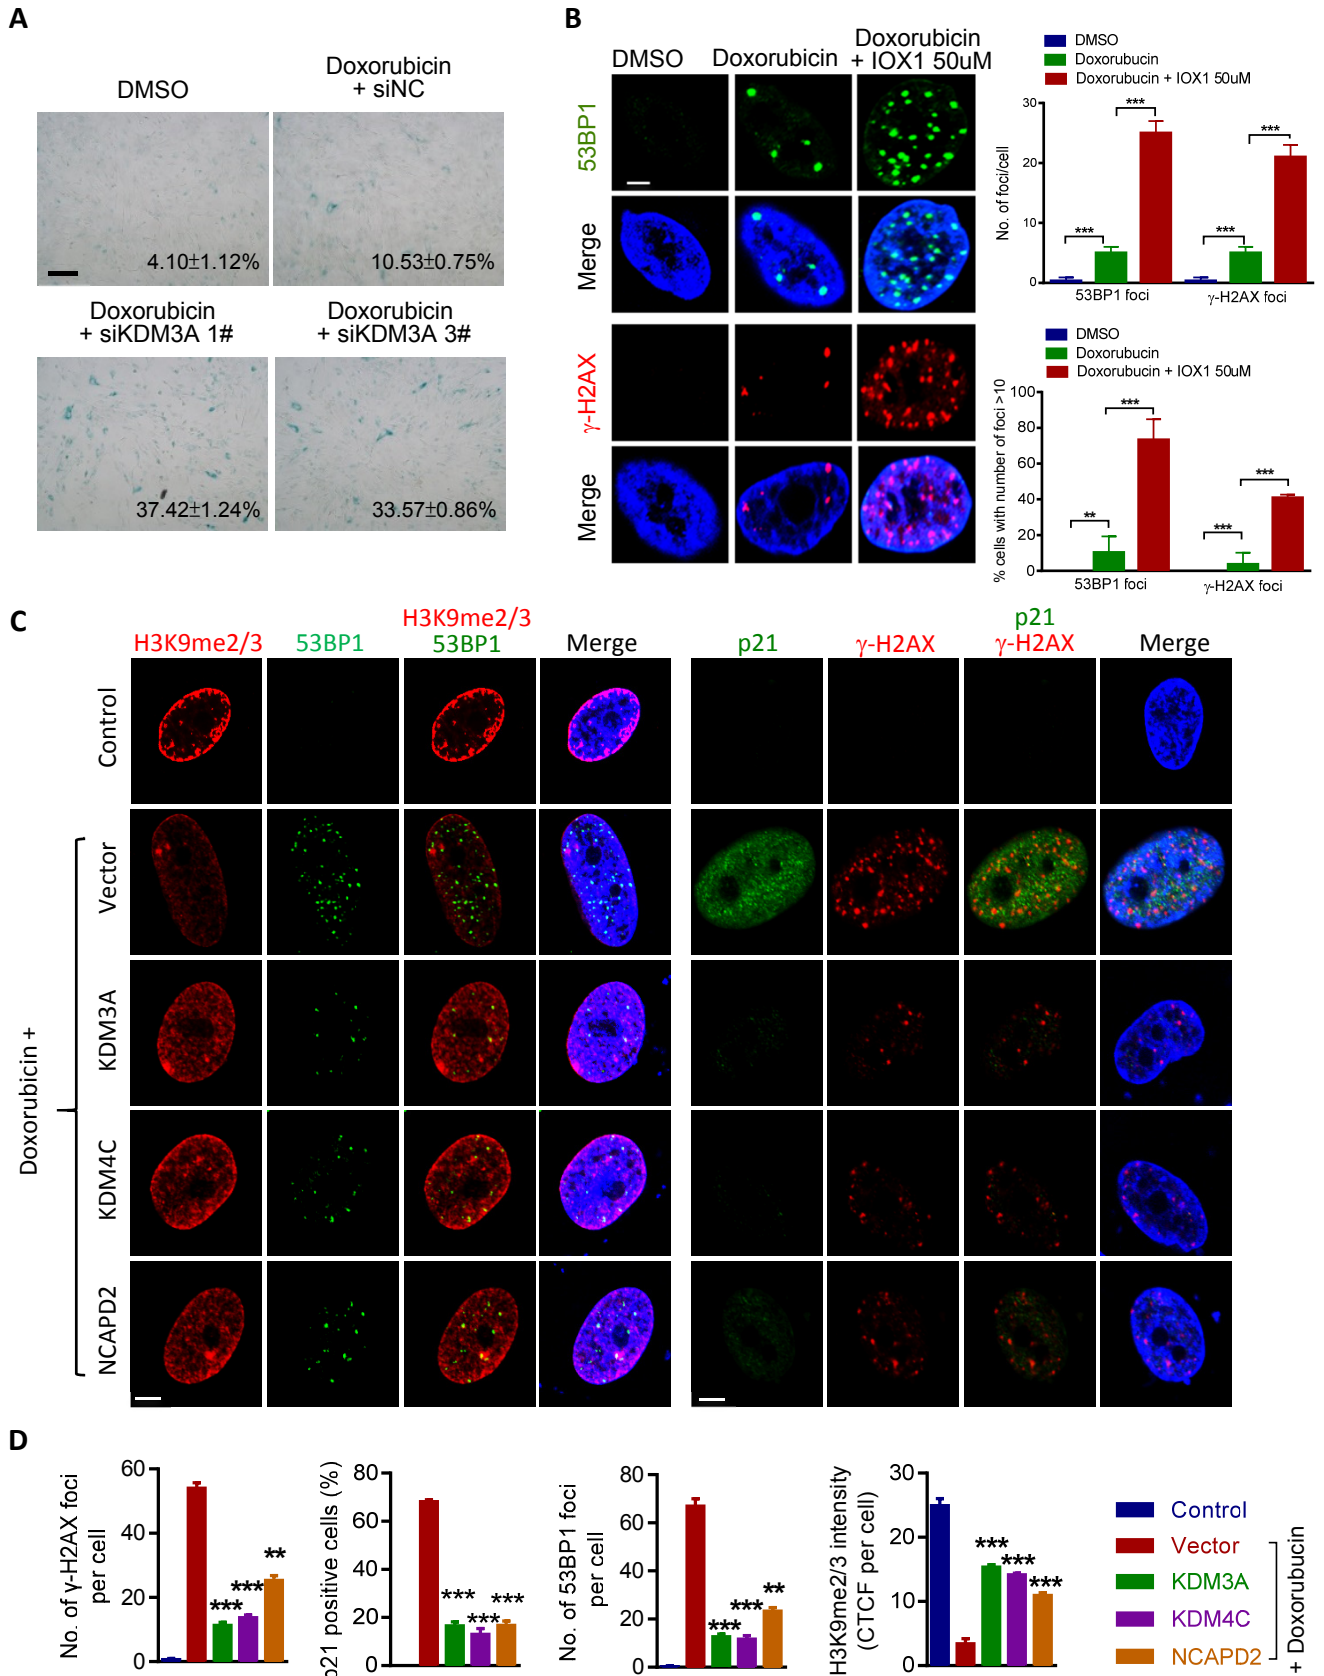 A
DMSO
Doxorubicin
+ siNC
4.10±1.12%
10.53±0.75%
Doxorubicin
+ siKDM3A 1#
Doxorubicin
+ siKDM3A 3#
37.42±1.24%
33.57±0.86%
B
DMSO
Doxorubicin
Doxorubicin
+ IOX1 50uM
53BP1
Merge
γ-H2AX
Merge
DMSO
Doxorubucin
Doxorubucin + IOX1 50uM
No. of foci/cell
30
20
10
0
***
***
***
***
53BP1 foci
γ-H2AX foci
DMSO
Doxorubucin
Doxorubucin + IOX1 50uM
% cells with number of foci >10
100
80
60
40
20
0
**
***
***
***
53BP1 foci
γ-H2AX foci
C
H3K9me2/3
53BP1
H3K9me2/3
53BP1
Merge
p21
γ-H2AX
p21
γ-H2AX
Merge
Control
Doxorubicin +
Vector
KDM3A
KDM4C
NCAPD2
D
No. of γ-H2AX foci
per cell
60
40
20
0
***
***
**
p21 positive cells (%)
80
60
40
20
0
***
***
***
No. of 53BP1 foci
per cell
80
60
40
20
0
***
***
**
H3K9me2/3 intensity
(CTCF per cell)
30
20
10
0
***
***
***
Control
Vector
KDM3A
KDM4C
NCAPD2
+ Doxorubucin